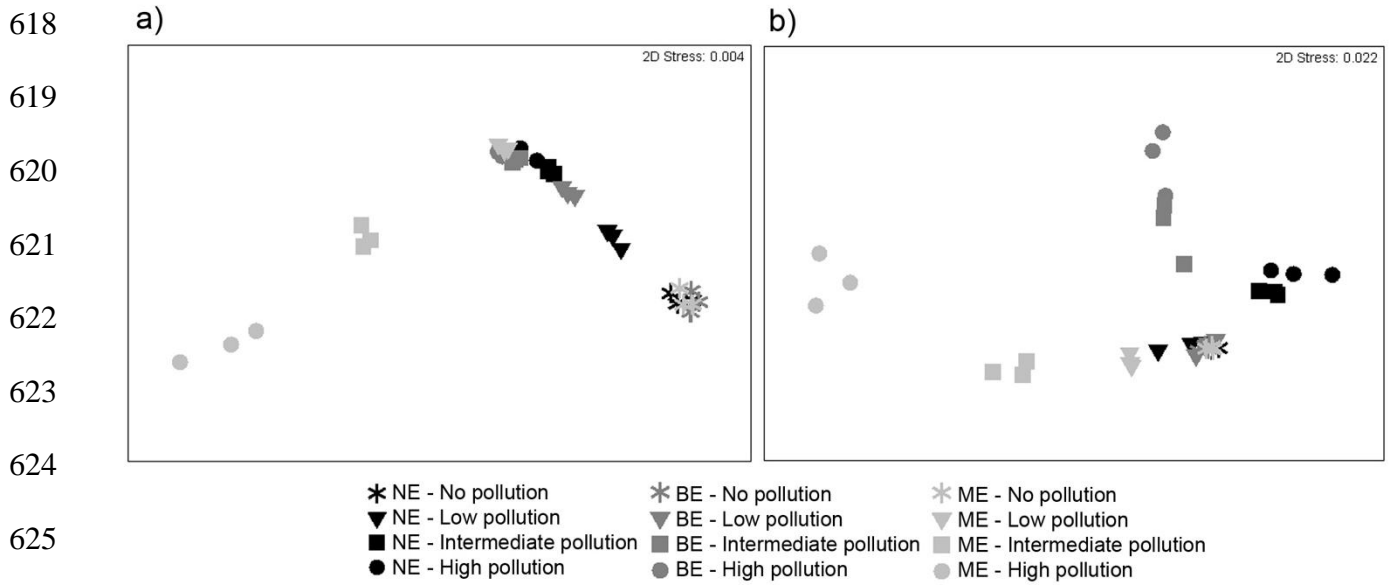 618
a)
b)
2D Stress: 0.004
2D Stress: 0.022
619
620
621
622
623
624
NE - No pollution
BE - No pollution
ME - No pollution
NE - Low pollution
BE - Low pollution
ME - Low pollution
625
NE - Intermediate pollution
BE - Intermediate pollution
ME - Intermediate pollution
NE - High pollution
BE - High pollution
ME - High pollution